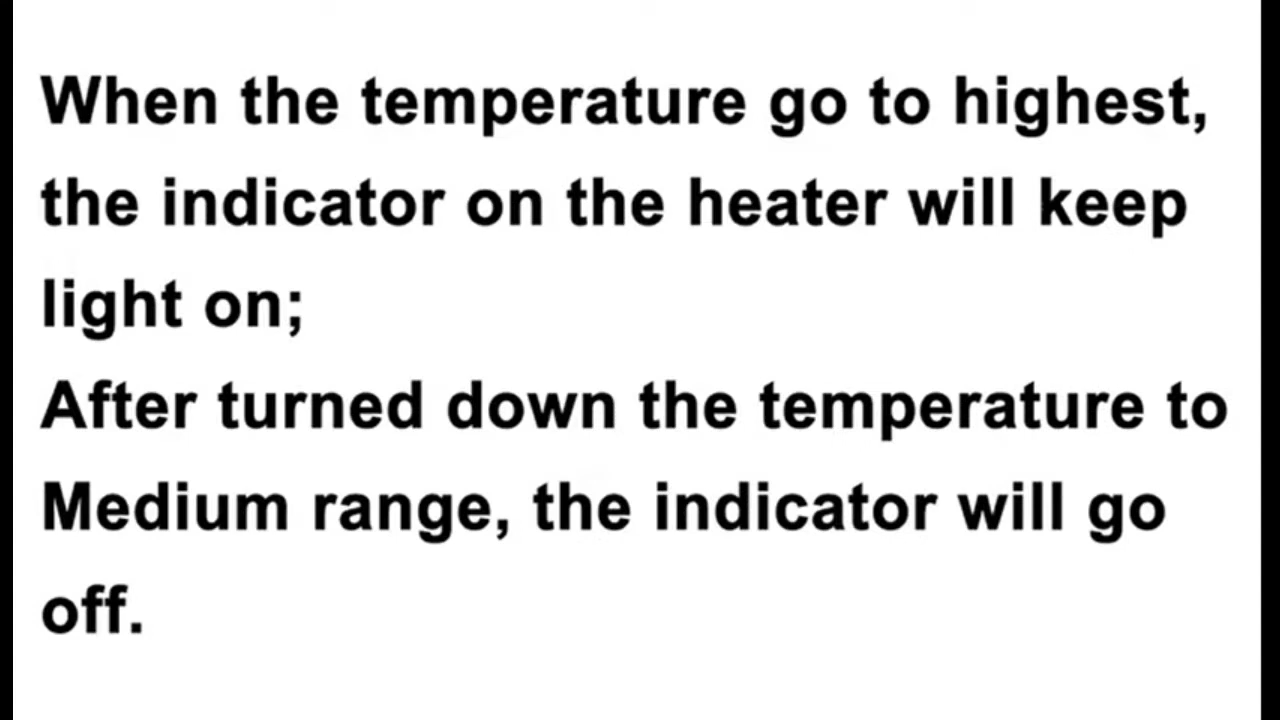 When the temperature go to highest,
the indicator on the heater will keep
light on;
After turned down the temperature to
Medium range, the indicator will go
off.